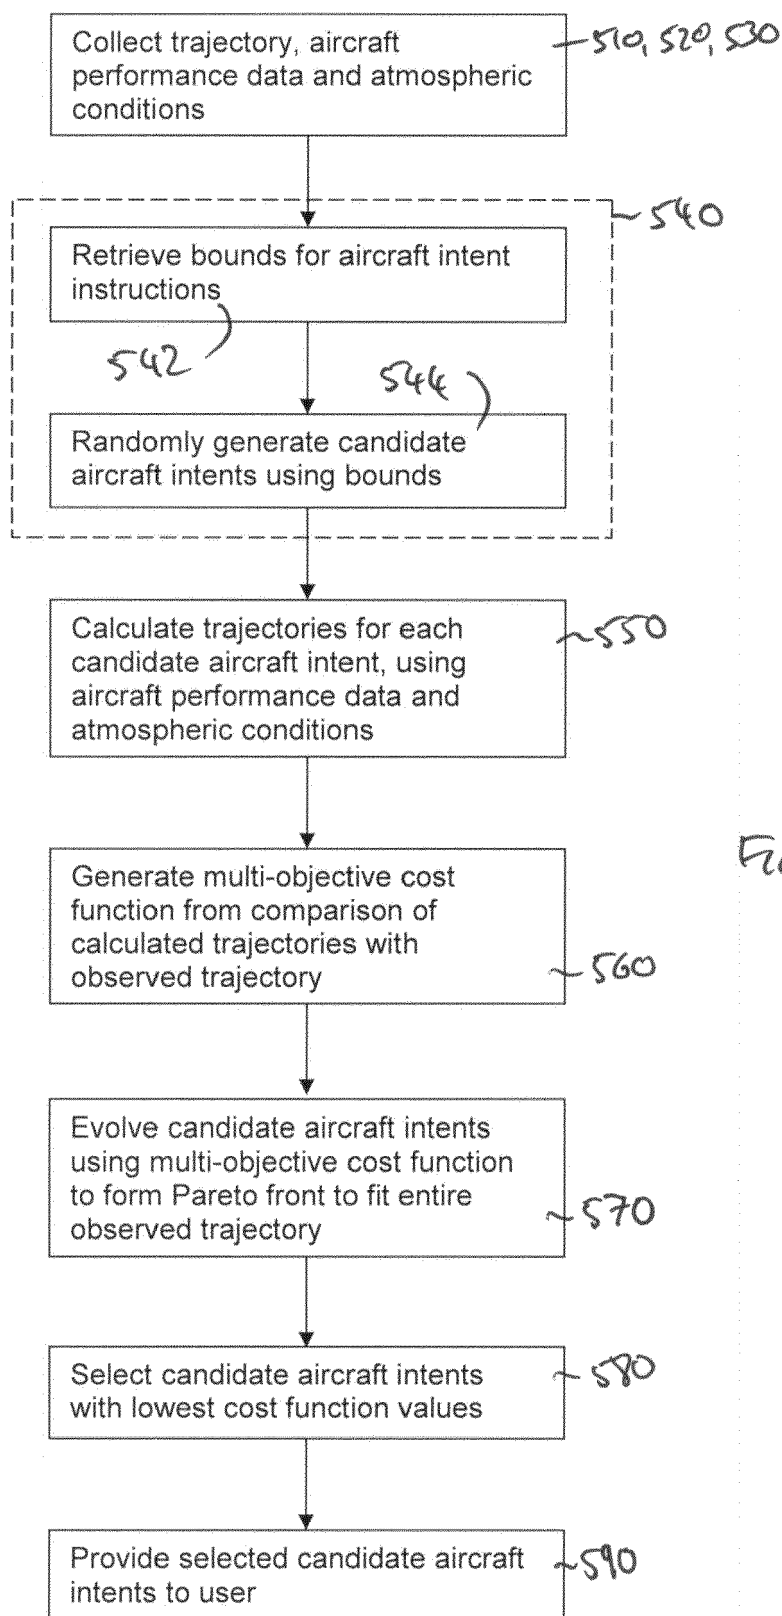 Collect trajectory, aircraft
performance data and atmospheric
conditions
510, 520, 530
540
Retrieve bounds for aircraft intent
instructions
542
544
Randomly generate candidate
aircraft intents using bounds
Calculate trajectories for each
candidate aircraft intent, using
aircraft performance data and
atmospheric conditions
550
Generate multi-objective cost
function from comparison of
calculated trajectories with
observed trajectory
560
Evolve candidate aircraft intents
using multi-objective cost function
to form Pareto front to fit entire
observed trajectory
570
Select candidate aircraft intents
with lowest cost function values
580
Provide selected candidate aircraft
intents to user
590